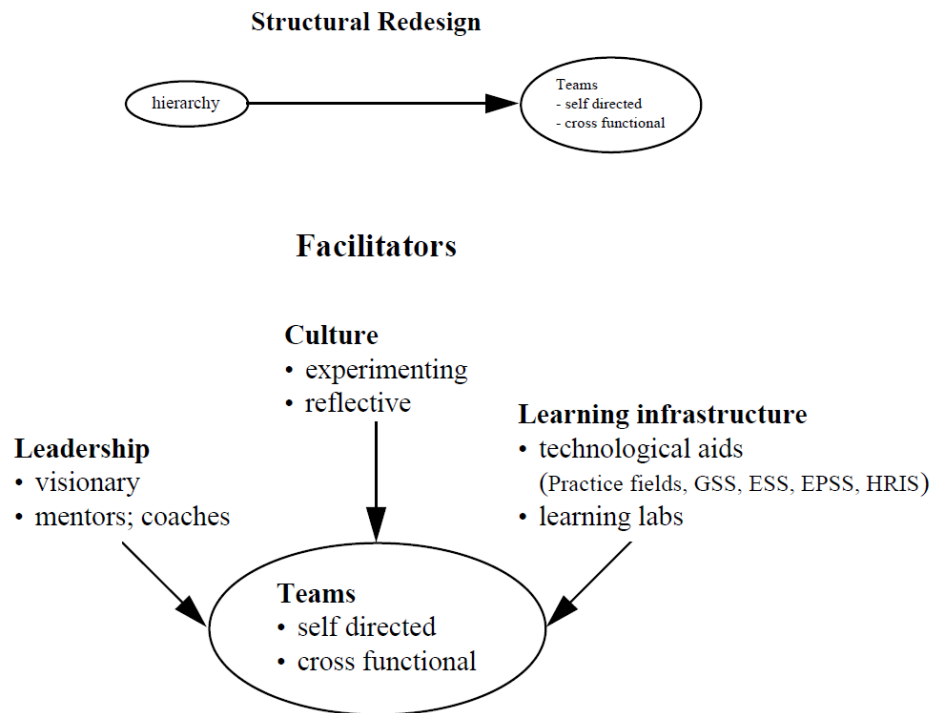 Structural Redesign
hierarchy
Teams
- self directed
- cross functional
Facilitators
Culture
• experimenting
• reflective
Leadership
• visionary
• mentors; coaches
Learning infrastructure
• technological aids
(Practice fields, GSS, ESS, EPSS, HRIS)
• learning labs
Teams
• self directed
• cross functional